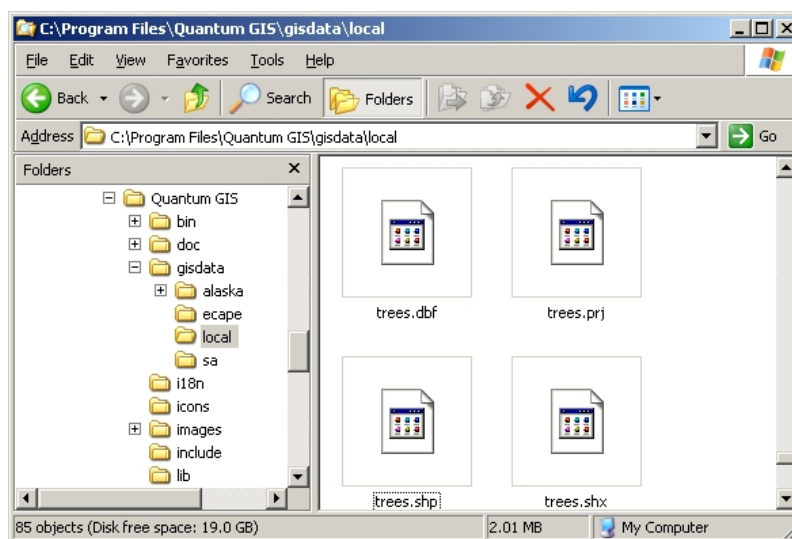 C:\Program Files\Quantum GIS\gisdata\local
File Edit View Favorites Tools Help
Back Search Folders
Address C:\Program Files\Quantum GIS\gisdata\local Go
Folders
Quantum GIS
bin
doc
gisdata
alaska
ecape
local
sa
i18n
icons
images
include
lib
trees.dbf trees.prj
trees.shp trees.shx
85 objects (Disk free space: 19.0 GB) 2.01 MB My Computer